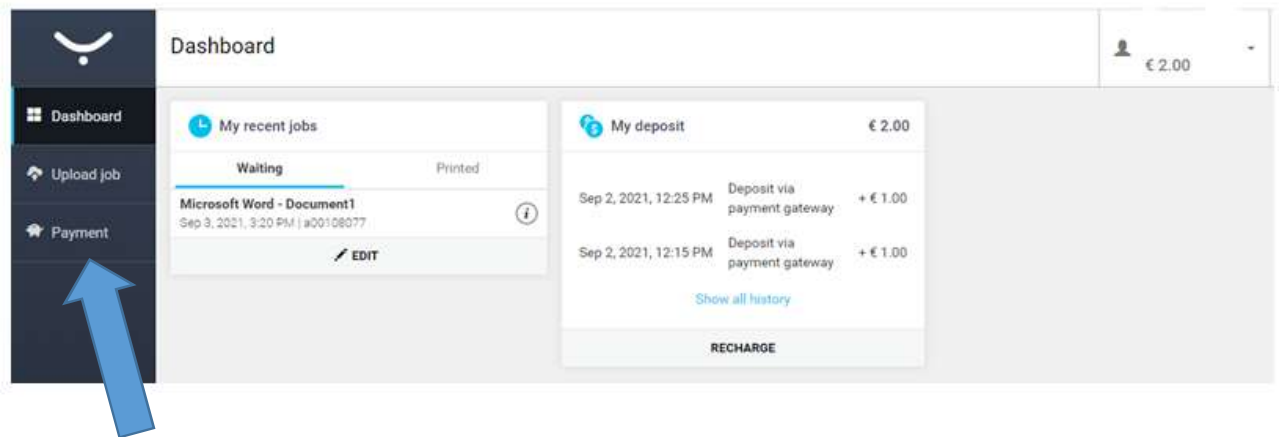 Dashboard
€ 2.00
Dashboard
Upload job
Payment
My recent jobs
Waiting
Printed
Microsoft Word - Document1
Sep 3, 2021, 3:20 PM | a00108077
EDIT
My deposit
€ 2.00
Sep 2, 2021, 12:25 PM
Deposit via
payment gateway
+ € 1.00
Sep 2, 2021, 12:15 PM
Deposit via
payment gateway
+ € 1.00
Show all history
RECHARGE